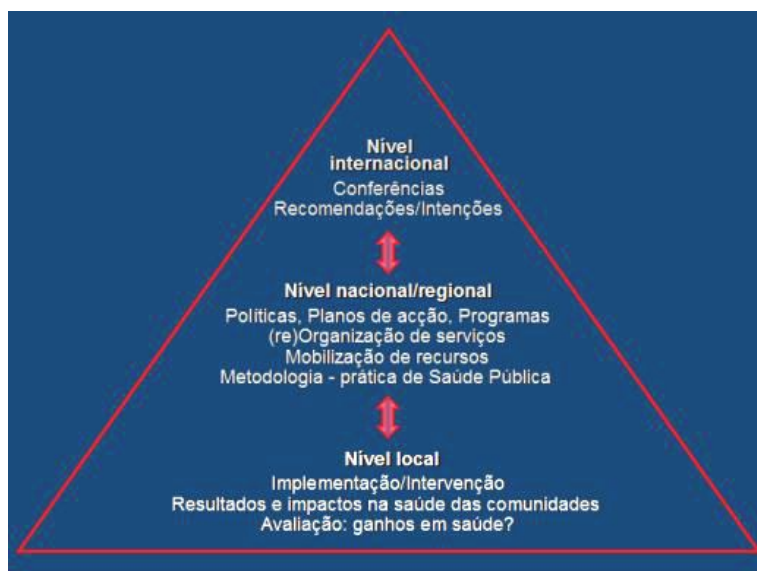 Nível
internacional
Conferências
Recomendações/Intenções
Nível nacional/regional
Políticas, Planos de acção, Programas
(re)Organização de serviços
Mobilização de recursos
Metodologia - prática de Saúde Pública
Nível local
Implementação/Intervenção
Resultados e impactos na saúde das comunidades
Avaliação: ganhos em saúde?